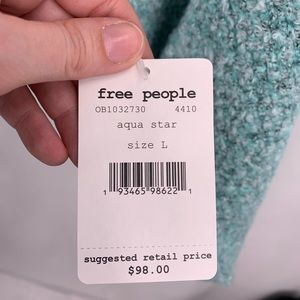 free people
OB1032730 4410
aqua star
size L
1 93465 98622 1
suggested retail price
$98.00